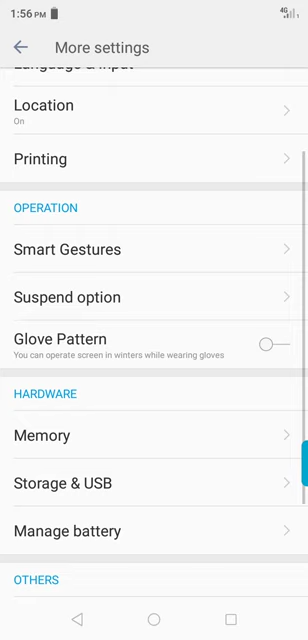 1:56 PM
4G
More settings
Language & input
Location
On
Printing
OPERATION
Smart Gestures
Suspend option
Glove Pattern
You can operate screen in winters while wearing gloves
HARDWARE
Memory
Storage & USB
Manage battery
OTHERS